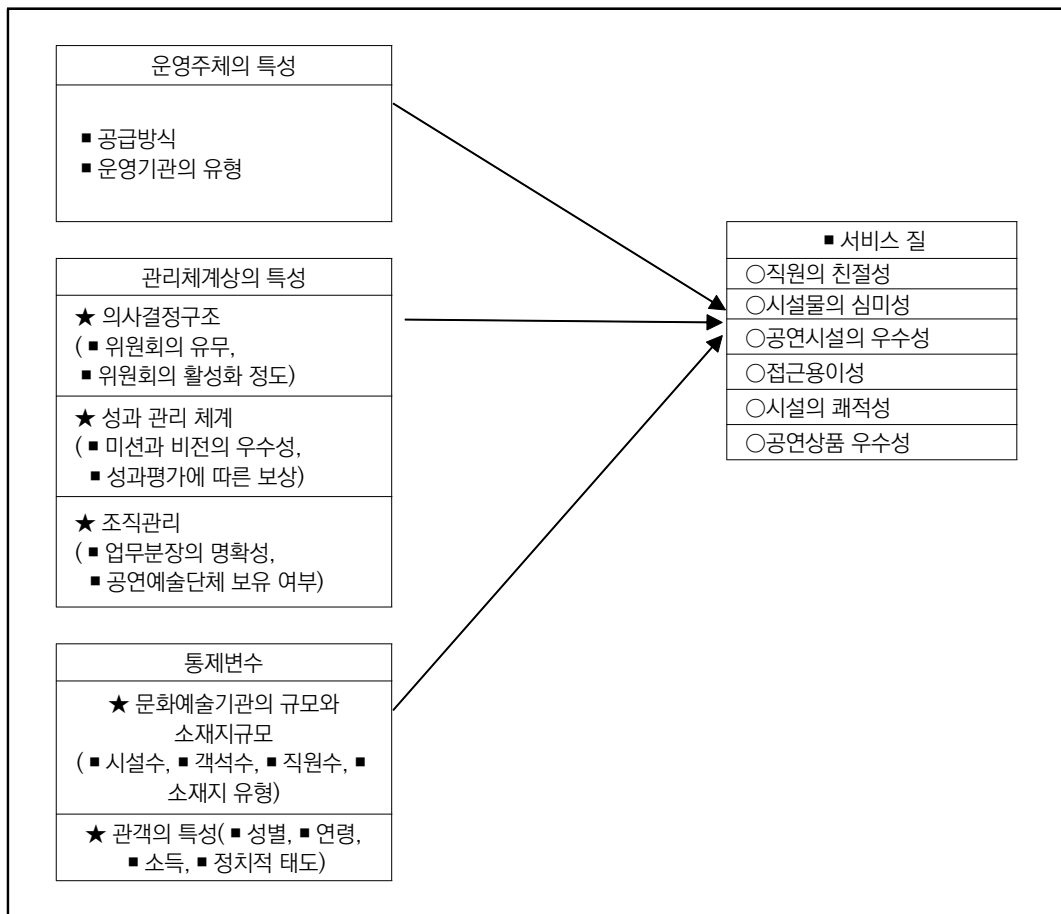 운영주체의 특성
■ 공급방식
■ 운영기관의 유형
관리체계상의 특성
★ 의사결정구조
( ■ 위원회의 유무,
■ 위원회의 활성화 정도)
★ 성과 관리 체계
( ■ 미션과 비전의 우수성,
■ 성과평가에 따른 보상)
★ 조직관리
( ■ 업무분장의 명확성,
■ 공연예술단체 보유 여부)
통제변수
★ 문화예술기관의 규모와
소재지규모
( ■ 시설수, ■ 객석수, ■ 직원수, ■
소재지 유형)
★ 관객의 특성( ■ 성별, ■ 연령,
■ 소득, ■ 정치적 태도)
■ 서비스 질
○직원의 친절성
○시설물의 심미성
○공연시설의 우수성
○접근용이성
○시설의 쾌적성
○공연상품 우수성